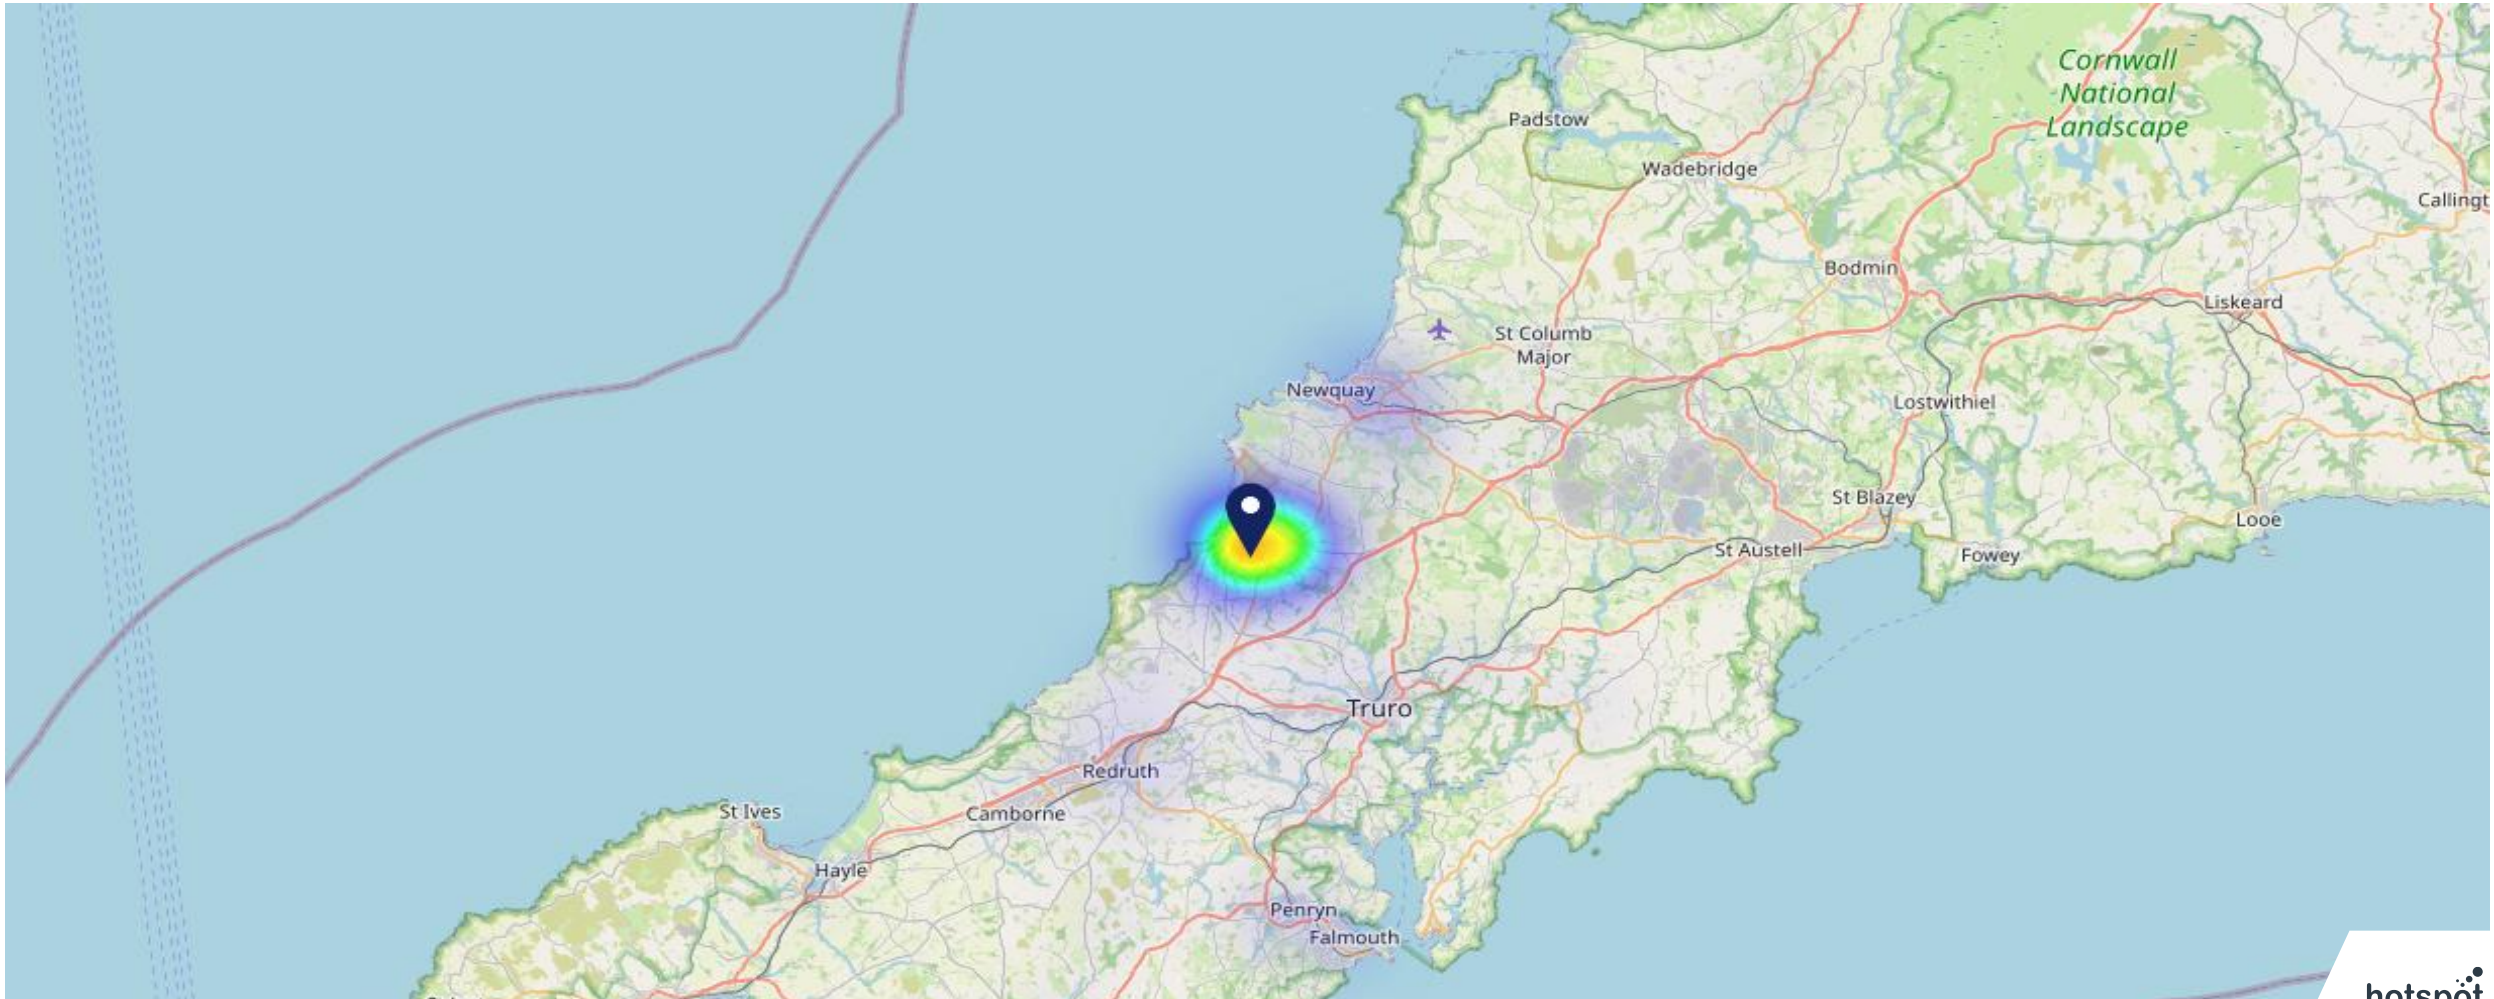 Cornwall
National
Landscape
Padstow
Wadebridge
Callingt
Bodmin
Liskeard
St Columb
Major
Newquay
Lostwithiel
St Blazey
Looe
St Austell
Fowey
Truro
Redruth
St Ives
Camborne
Hayle
Penryn
Falmouth
hotspot